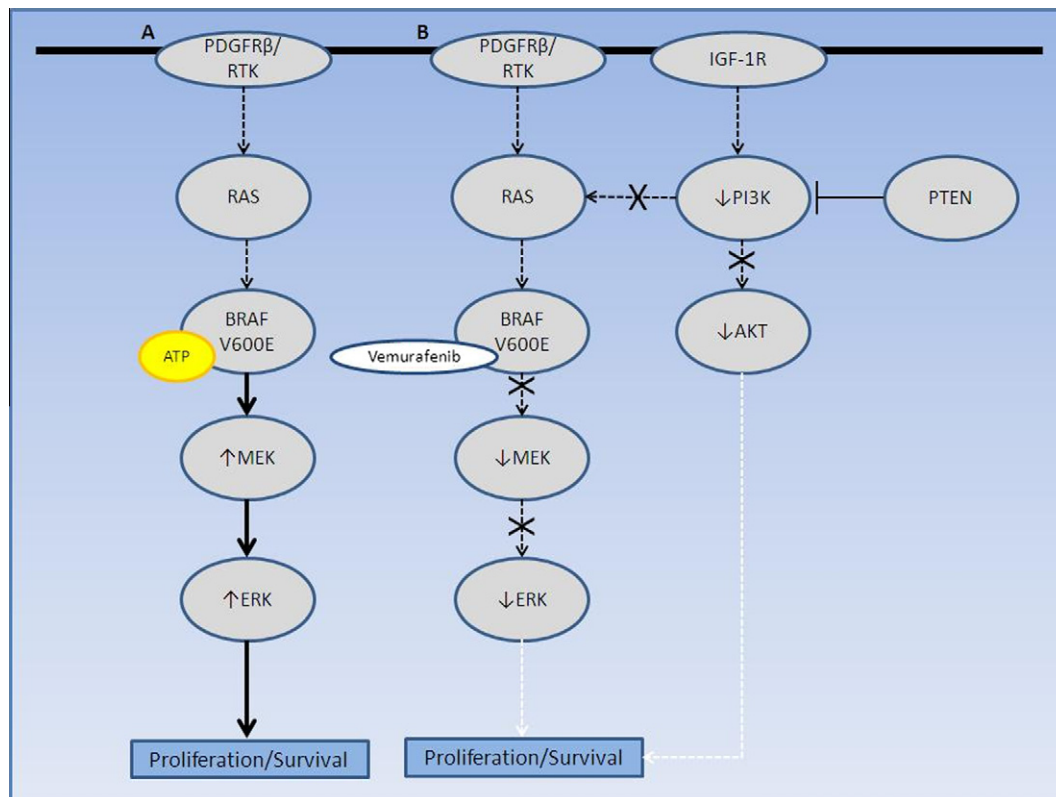 A
PDGFRβ/
RTK
RAS
BRAF
V600E
ATP
↑MEK
↑ERK
Proliferation/Survival
B
PDGFRβ/
RTK
IGF-1R
RAS
↓PI3K
PTEN
BRAF
V600E
Vemurafenib
↓AKT
↓MEK
↓ERK
Proliferation/Survival